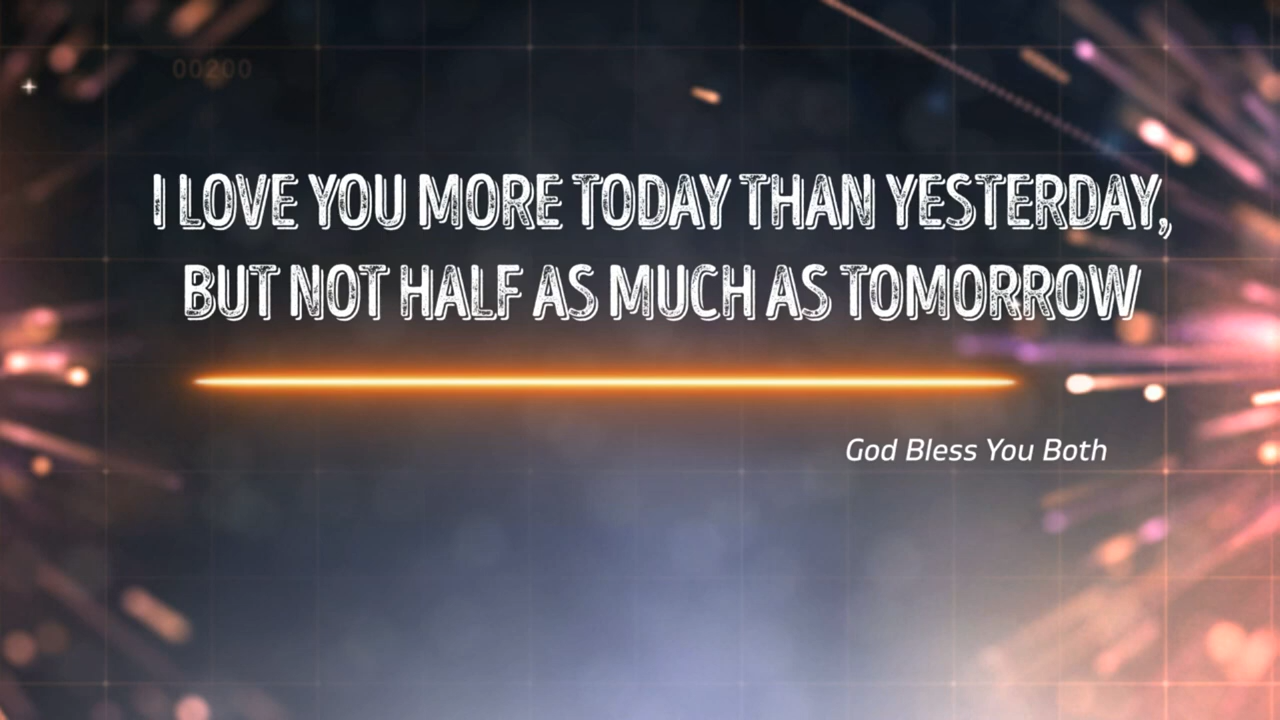 00200
I LOVE YOU MORE TODAY THAN YESTERDAY,
BUT NOT HALF AS MUCH AS TOMORROW
God Bless You Both